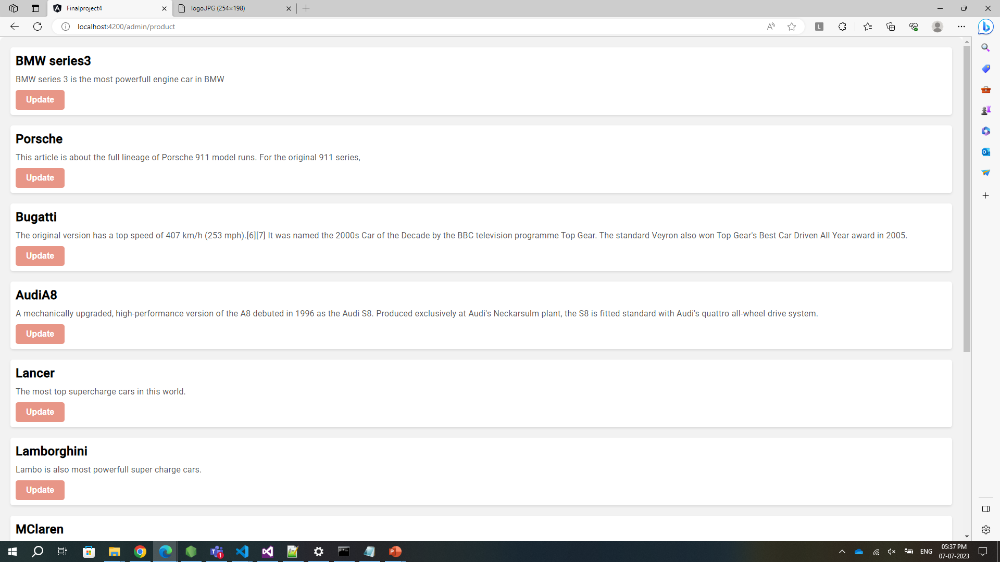 Finalproject4
logo.JPG (254×198)
localhost:4200/admin/product
L
BMW series3
BMW series 3 is the most powerfull engine car in BMW
Update
Porsche
This article is about the full lineage of Porsche 911 model runs. For the original 911 series,
Update
Bugatti
The original version has a top speed of 407 km/h (253 mph).[6][7] It was named the 2000s Car of the Decade by the BBC television programme Top Gear. The standard Veyron also won Top Gear's Best Car Driven All Year award in 2005.
Update
AudiA8
A mechanically upgraded, high-performance version of the A8 debuted in 1996 as the Audi S8. Produced exclusively at Audi's Neckarsulm plant, the S8 is fitted standard with Audi's quattro all-wheel drive system.
Update
Lancer
The most top supercharge cars in this world.
Update
Lamborghini
Lambo is also most powerfull super charge cars.
Update
MClaren
1
ENG
05:37 PM
07-07-2023